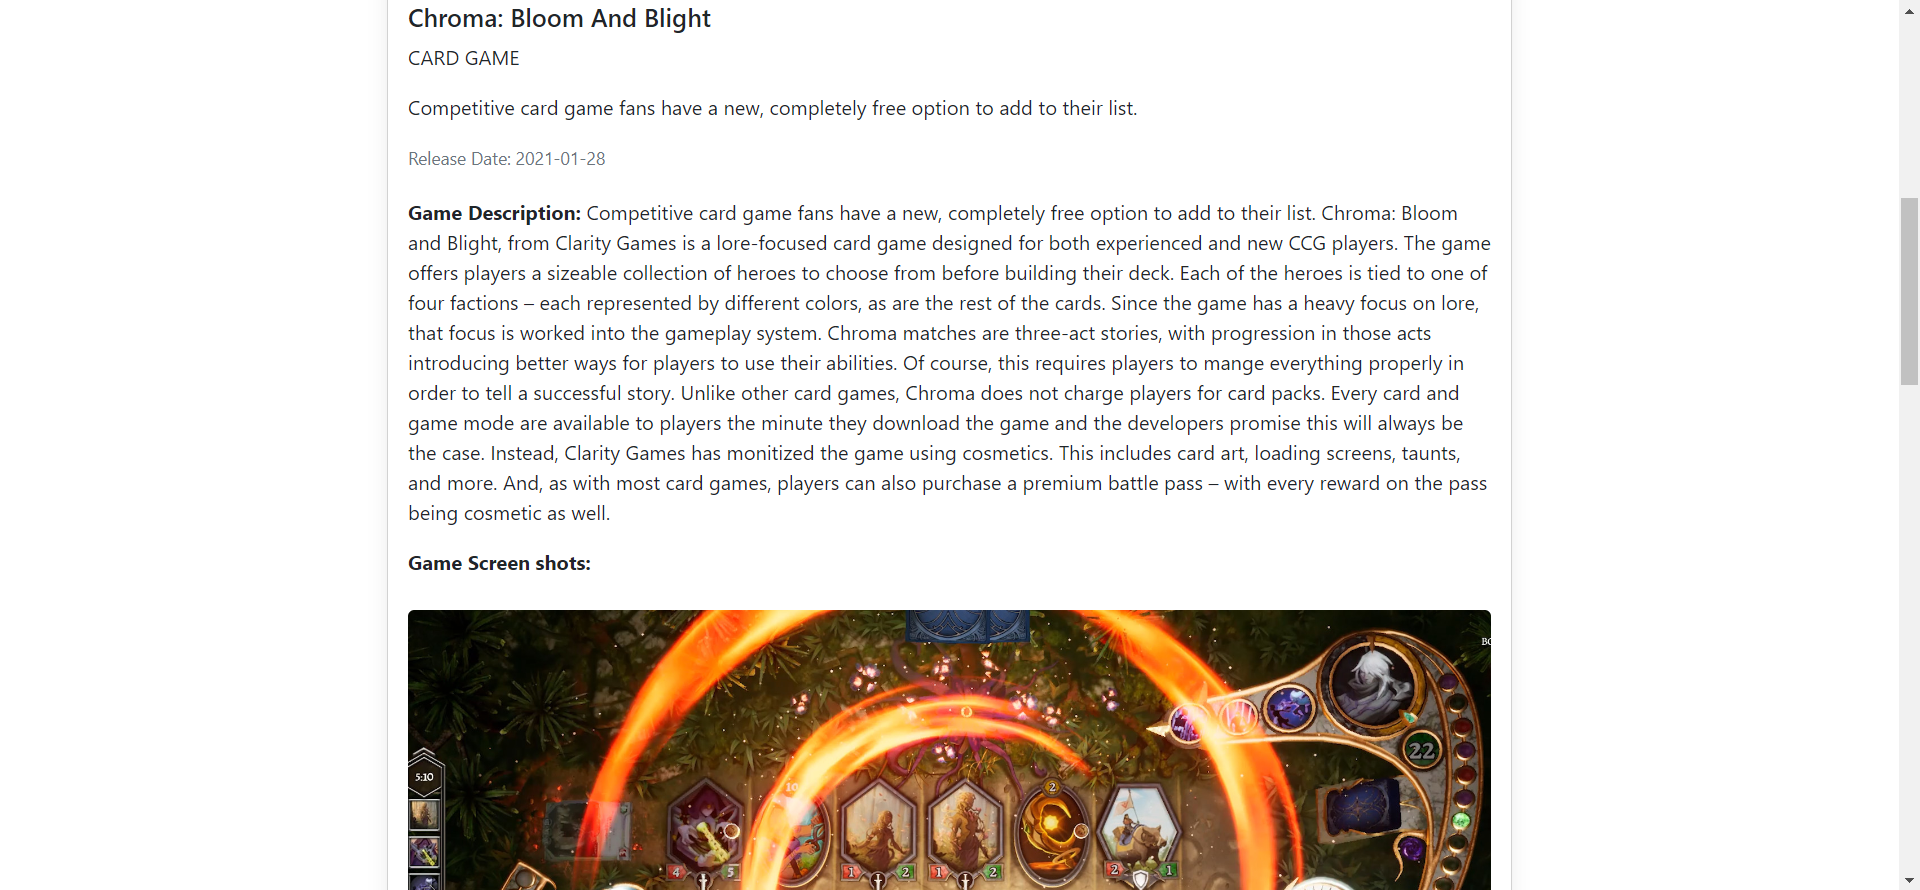 Chroma: Bloom And Blight
CARD GAME
Competitive card game fans have a new, completely free option to add to their list.
Release Date: 2021-01-28
Game Description: Competitive card game fans have a new, completely free option to add to their list. Chroma: Bloom
and Blight, from Clarity Games is a lore-focused card game designed for both experienced and new CCG players. The game
offers players a sizeable collection of heroes to choose from before building their deck. Each of the heroes is tied to one of
four factions – each represented by different colors, as are the rest of the cards. Since the game has a heavy focus on lore,
that focus is worked into the gameplay system. Chroma matches are three-act stories, with progression in those acts
introducing better ways for players to use their abilities. Of course, this requires players to mange everything properly in
order to tell a successful story. Unlike other card games, Chroma does not charge players for card packs. Every card and
game mode are available to players the minute they download the game and the developers promise this will always be
the case. Instead, Clarity Games has monitized the game using cosmetics. This includes card art, loading screens, taunts,
and more. And, as with most card games, players can also purchase a premium battle pass – with every reward on the pass
being cosmetic as well.
Game Screen shots:
22
5:10
10
2
4 5 1 2 1 2 2 1